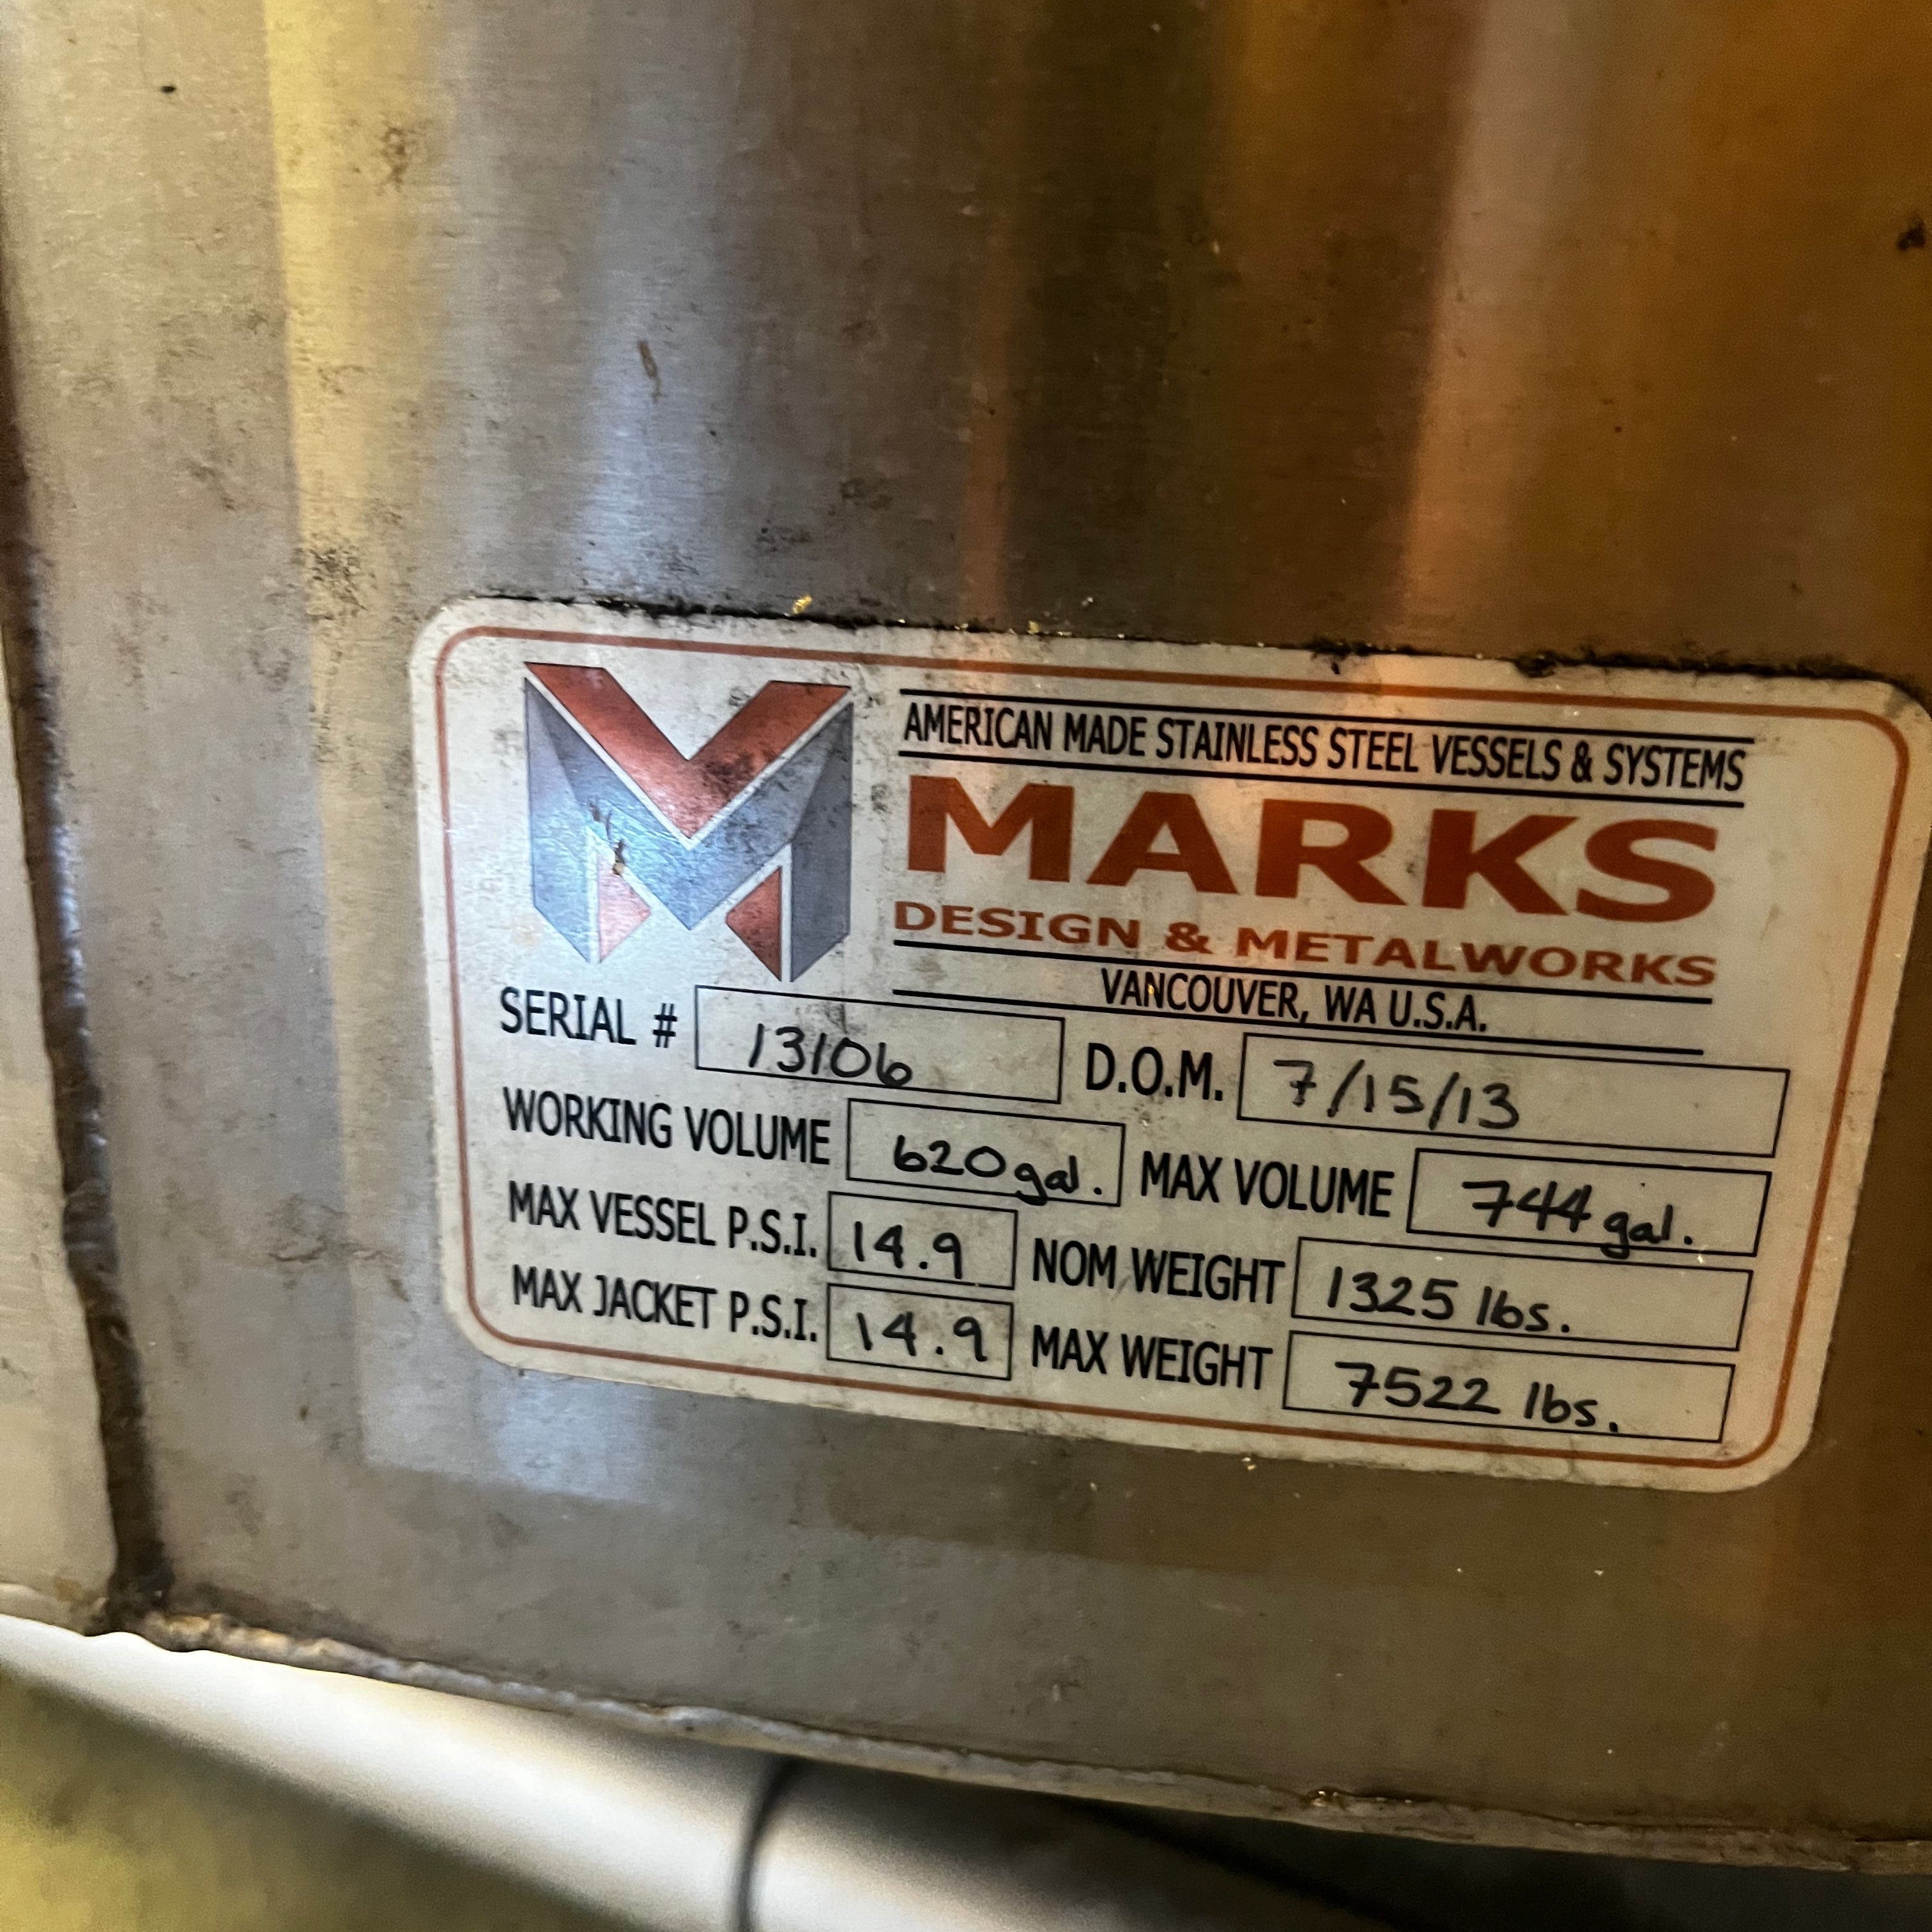 AMERICAN MADE STAINLESS STEEL VESSELS & SYSTEMS
MARKS
DESIGN & METALWORKS
VANCOUVER, WA U.S.A.
SERIAL # 13106 D.O.M. 7/15/13
WORKING VOLUME 620 gal. MAX VOLUME 744 gal.
MAX VESSEL P.S.I. 14.9 NOM WEIGHT 1325 lbs.
MAX JACKET P.S.I. 14.9 MAX WEIGHT 7522 lbs.